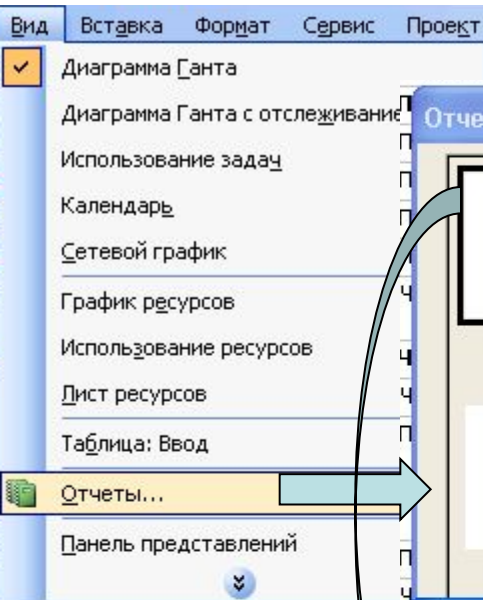 Вид Вставка Формат Сервис Проект
Диаграмма Ганта
Диаграмма Ганта с отслеживание
Отче
Использование задач
Календарь
Сетевой график
График ресурсов
Использование ресурсов
Лист ресурсов
Таблица: Ввод
Отчеты...
Панель представлений